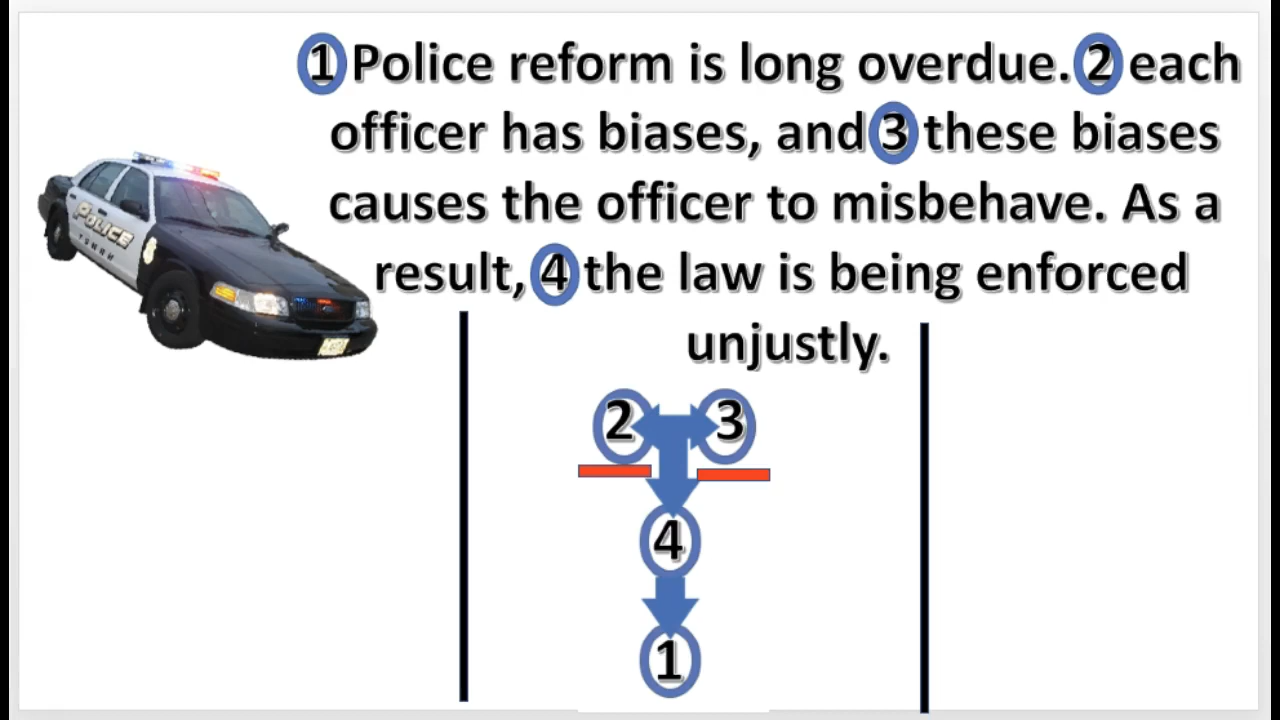 1 Police reform is long overdue. 2 each
officer has biases, and 3 these biases
causes the officer to misbehave. As a
result, 4 the law is being enforced
unjustly.
POLICE
2 3
4
1